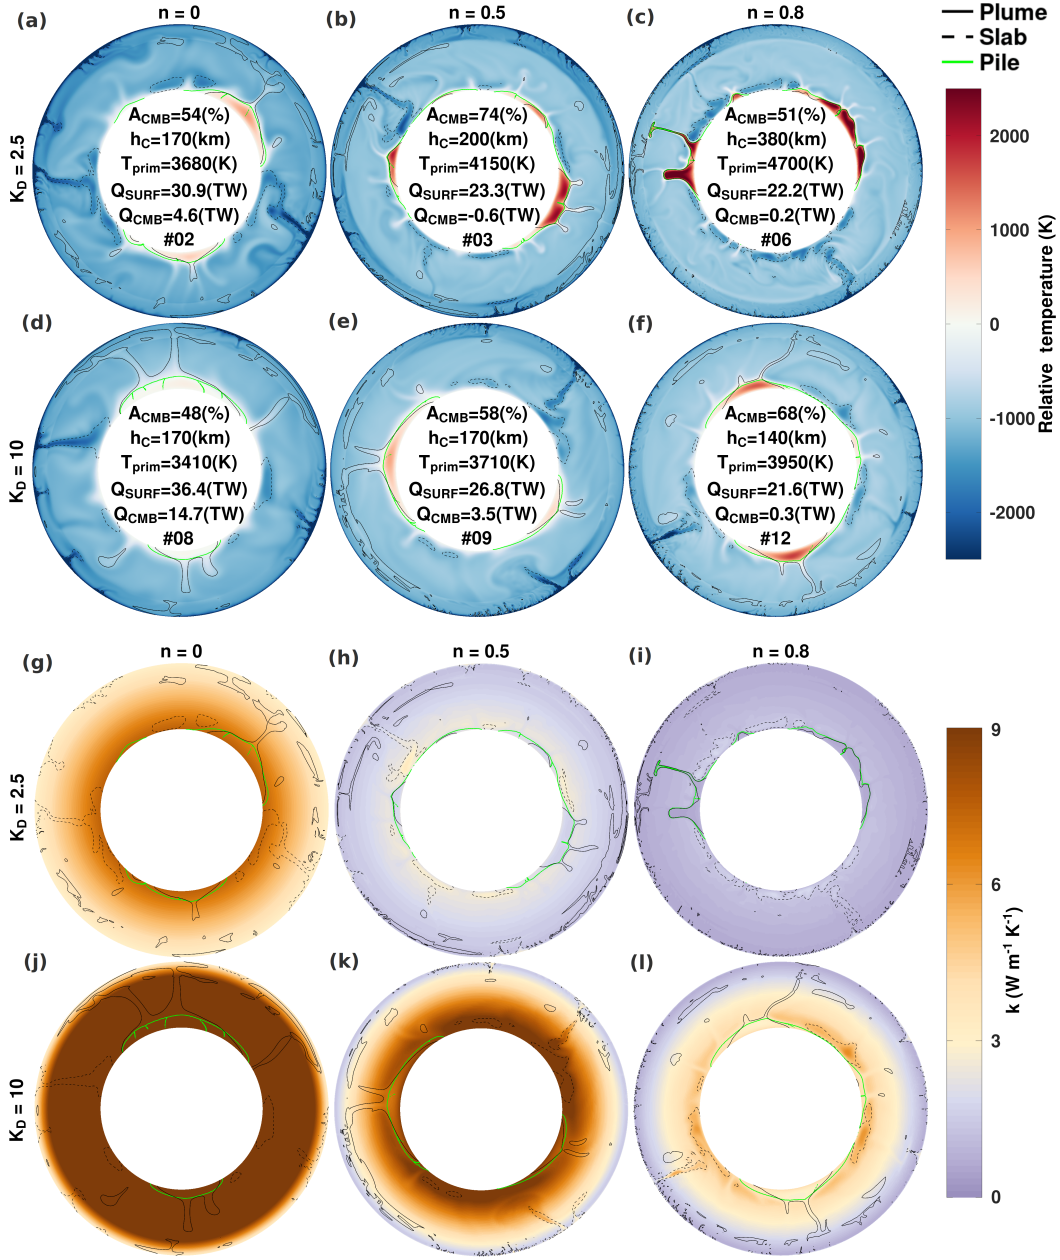 n = 0
n = 0.5
n = 0.8
Plume
Slab
Pile
(a)
(b)
(c)
K_D = 2.5
A_CMB=54(%)
h_C=170(km)
T_prim=3680(K)
Q_SURF=30.9(TW)
Q_CMB=4.6(TW)
#02
A_CMB=74(%)
h_C=200(km)
T_prim=4150(K)
Q_SURF=23.3(TW)
Q_CMB=-0.6(TW)
#03
A_CMB=51(%)
h_C=380(km)
T_prim=4700(K)
Q_SURF=22.2(TW)
Q_CMB=0.2(TW)
#06
(d)
(e)
(f)
K_D = 10
A_CMB=48(%)
h_C=170(km)
T_prim=3410(K)
Q_SURF=36.4(TW)
Q_CMB=14.7(TW)
#08
A_CMB=58(%)
h_C=170(km)
T_prim=3710(K)
Q_SURF=26.8(TW)
Q_CMB=3.5(TW)
#09
A_CMB=68(%)
h_C=140(km)
T_prim=3950(K)
Q_SURF=21.6(TW)
Q_CMB=0.3(TW)
#12
2000
1000
0
-1000
-2000
Relative temperature (K)
n = 0
n = 0.5
n = 0.8
(g)
(h)
(i)
K_D = 2.5
(j)
(k)
(l)
K_D = 10
9
6
3
0
k (W m⁻¹ K⁻¹)